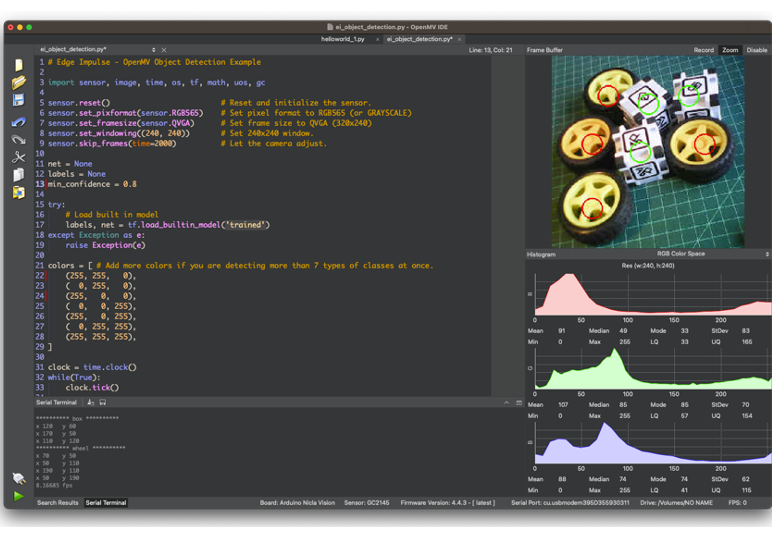 ei_object_detection.py* - OpenMV IDE
helloworld_1.py ei_object_detection.py*
ei_object_detection.py* Line: 13, Col: 21 Frame Buffer Record Zoom Disable
1 # Edge Impulse - OpenMV Object Detection Example
2
3 import sensor, image, time, os, tf, math, uos, gc
4
5 sensor.reset() # Reset and initialize the sensor.
6 sensor.set_pixformat(sensor.RGB565) # Set pixel format to RGB565 (or GRAYSCALE)
7 sensor.set_framesize(sensor.QVGA) # Set frame size to QVGA (320x240)
8 sensor.set_windowing((240, 240)) # Set 240x240 window.
9 sensor.skip_frames(time=2000) # Let the camera adjust.
10
11 net = None
12 labels = None
13 min_confidence = 0.8
14
15 try:
16 # Load built in model
17 labels, net = tf.load_builtin_model('trained')
18 except Exception as e:
19 raise Exception(e)
20
21 colors = [ # Add more colors if you are detecting more than 7 types of classes at once.
22 (255, 255, 0),
23 ( 0, 255, 0),
24 (255, 0, 0),
25 ( 0, 0, 255),
26 (255, 0, 255),
27 ( 0, 255, 255),
28 (255, 255, 255),
29 ]
30
31 clock = time.clock()
32 while(True):
33 clock.tick()
Histogram RGB Color Space
Res (w:240, h:240)
R
0 50 100 150 200
Mean 91 Median 49 Mode 33 StDev 83
Min 0 Max 255 LQ 33 UQ 165
G
0 50 100 150 200
Mean 107 Median 85 Mode 85 StDev 70
Min 0 Max 255 LQ 57 UQ 154
B
0 50 100 150 200
Mean 88 Median 74 Mode 74 StDev 62
Min 0 Max 255 LQ 41 UQ 115
Serial Terminal
********** box **********
x 120 y 60
x 170 y 50
x 110 y 120
********** wheel **********
x 70 y 50
x 50 y 110
x 190 y 110
x 50 y 190
8.16685 fps
Search Results Serial Terminal Board: Arduino Nicla Vision Sensor: GC2145 Firmware Version: 4.4.3 - [ latest ] Serial Port: cu.usbmodem395D355930311 Drive: /Volumes/NO NAME FPS: 0